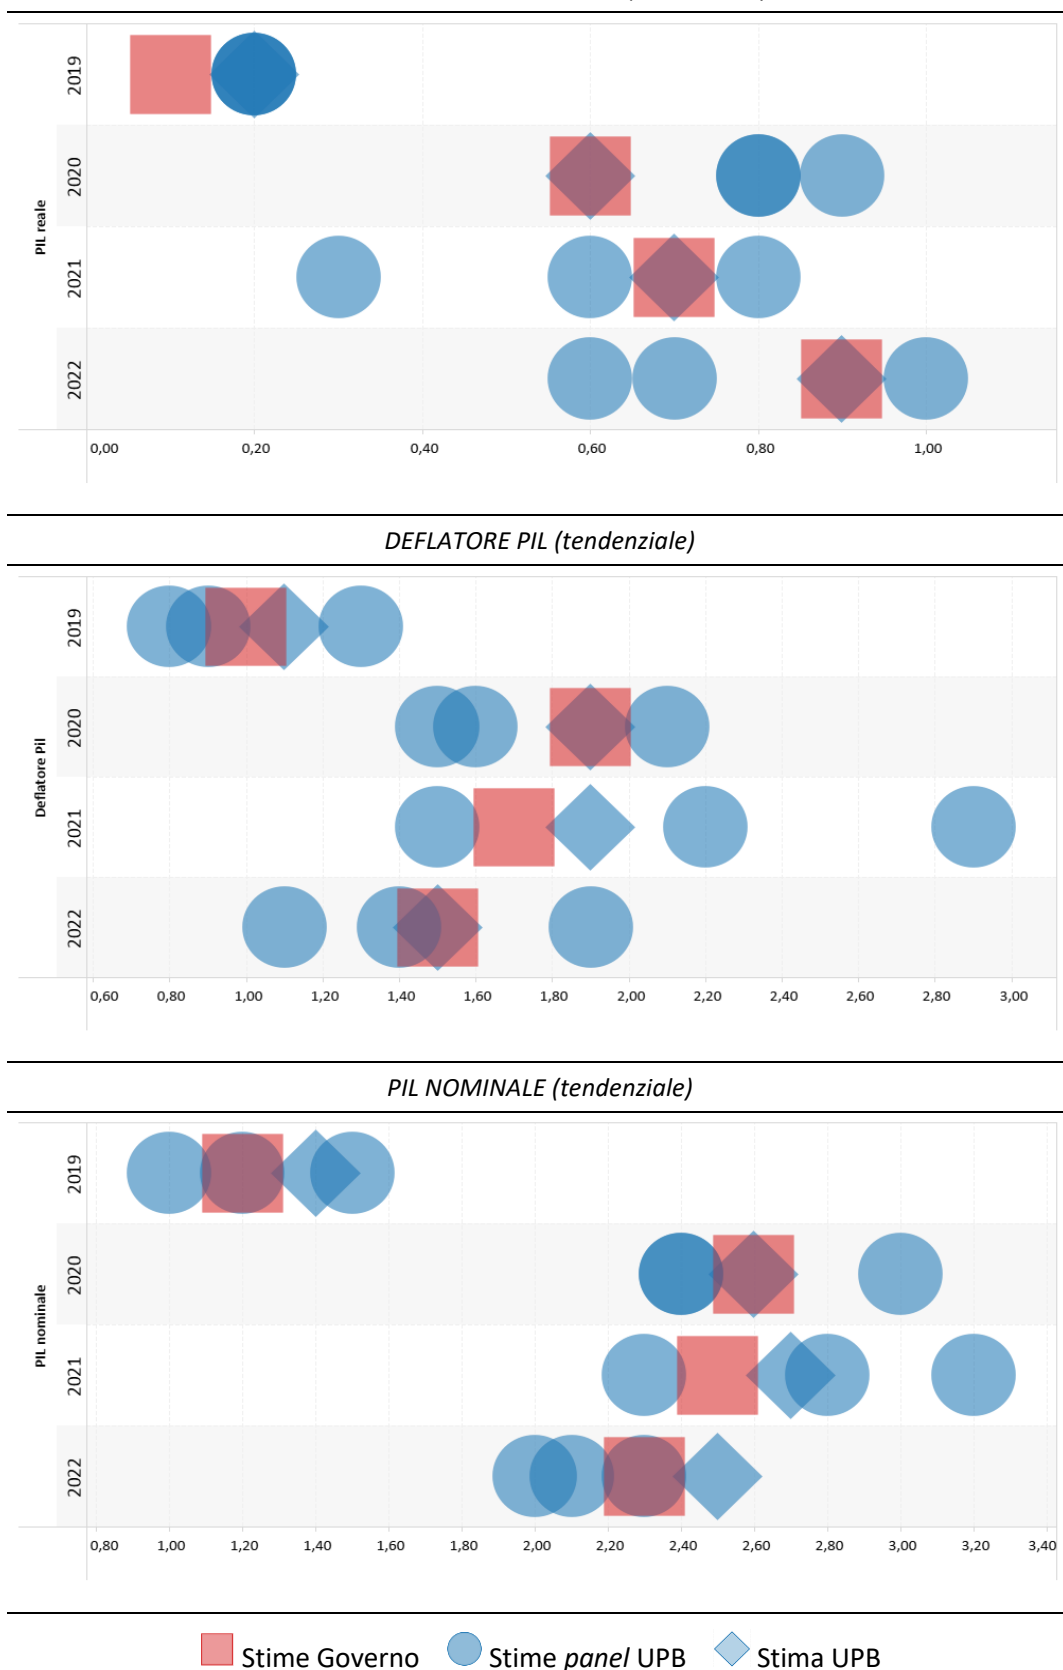 2019
2020
PIL reale
2021
2022
0,00 0,20 0,40 0,60 0,80 1,00
DEFLATORE PIL (tendenziale)
2019
2020
Deflatore Pil
2021
2022
0,60 0,80 1,00 1,20 1,40 1,60 1,80 2,00 2,20 2,40 2,60 2,80 3,00
PIL NOMINALE (tendenziale)
2019
2020
PIL nominale
2021
2022
0,80 1,00 1,20 1,40 1,60 1,80 2,00 2,20 2,40 2,60 2,80 3,00 3,20 3,40
Stime Governo Stime panel UPB Stima UPB